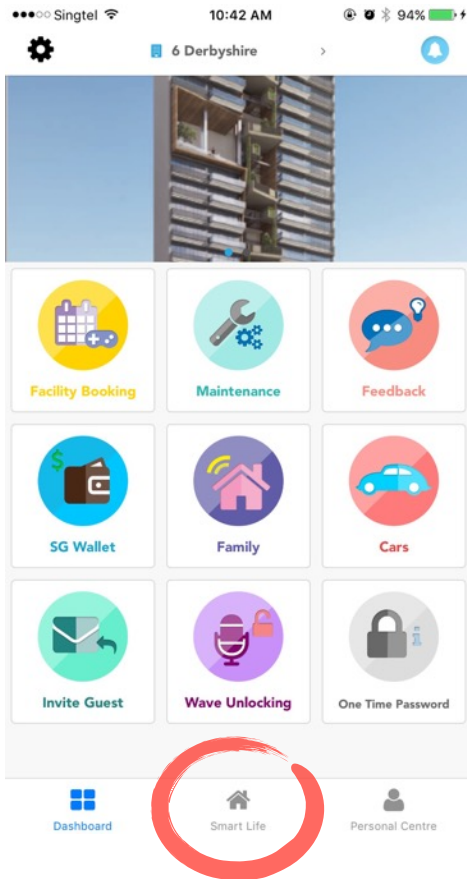 Singtel 10:42 AM 94%
6 Derbyshire
Facility Booking Maintenance Feedback
$
SG Wallet Family Cars
i
Invite Guest Wave Unlocking One Time Password
Dashboard Smart Life Personal Centre